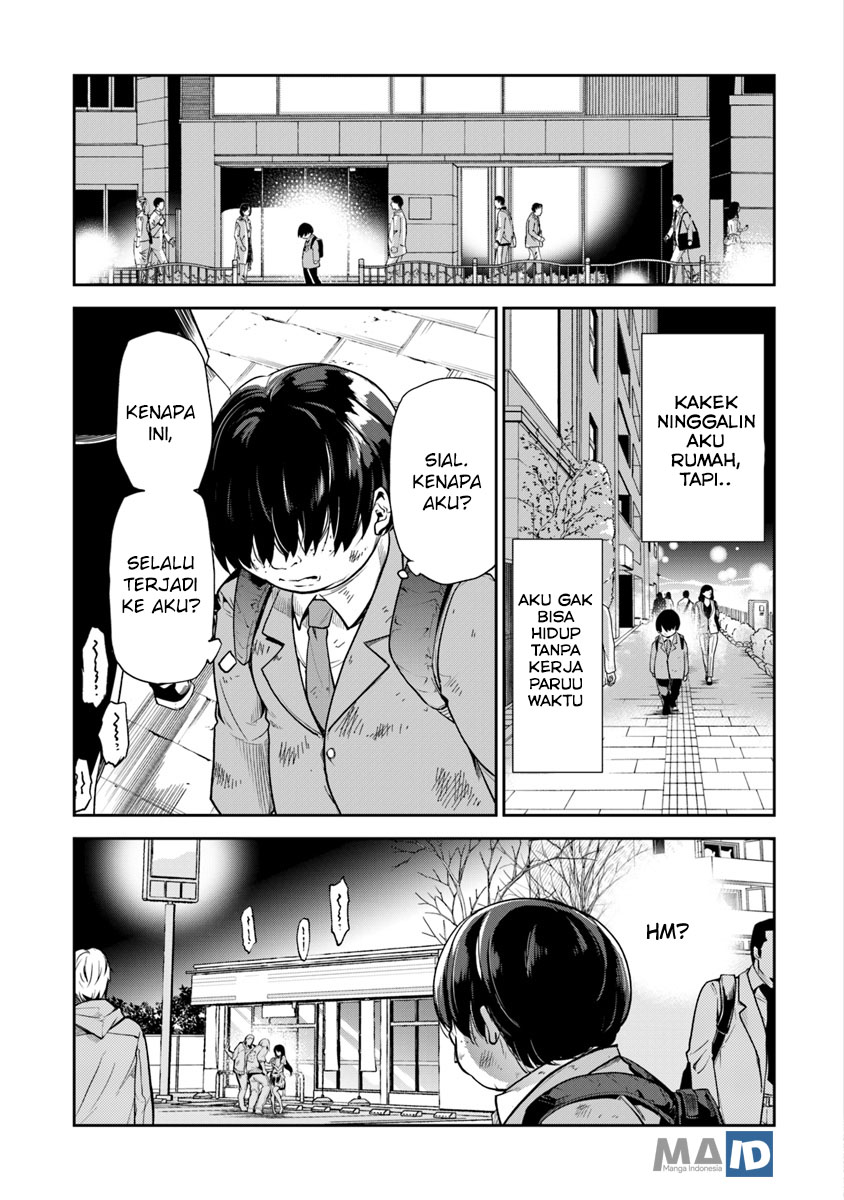 KAKEK
NINGGALIN
AKU
RUMAH,
TAPI..
AKU GAK
BISA
HIDUP
TANPA
KERJA
PARUU
WAKTU
SIAL.
KENAPA
AKU?
KENAPA
INI,
SELALU
TERJADI
KE AKU?
HM?
MAID
Manga Indonesia